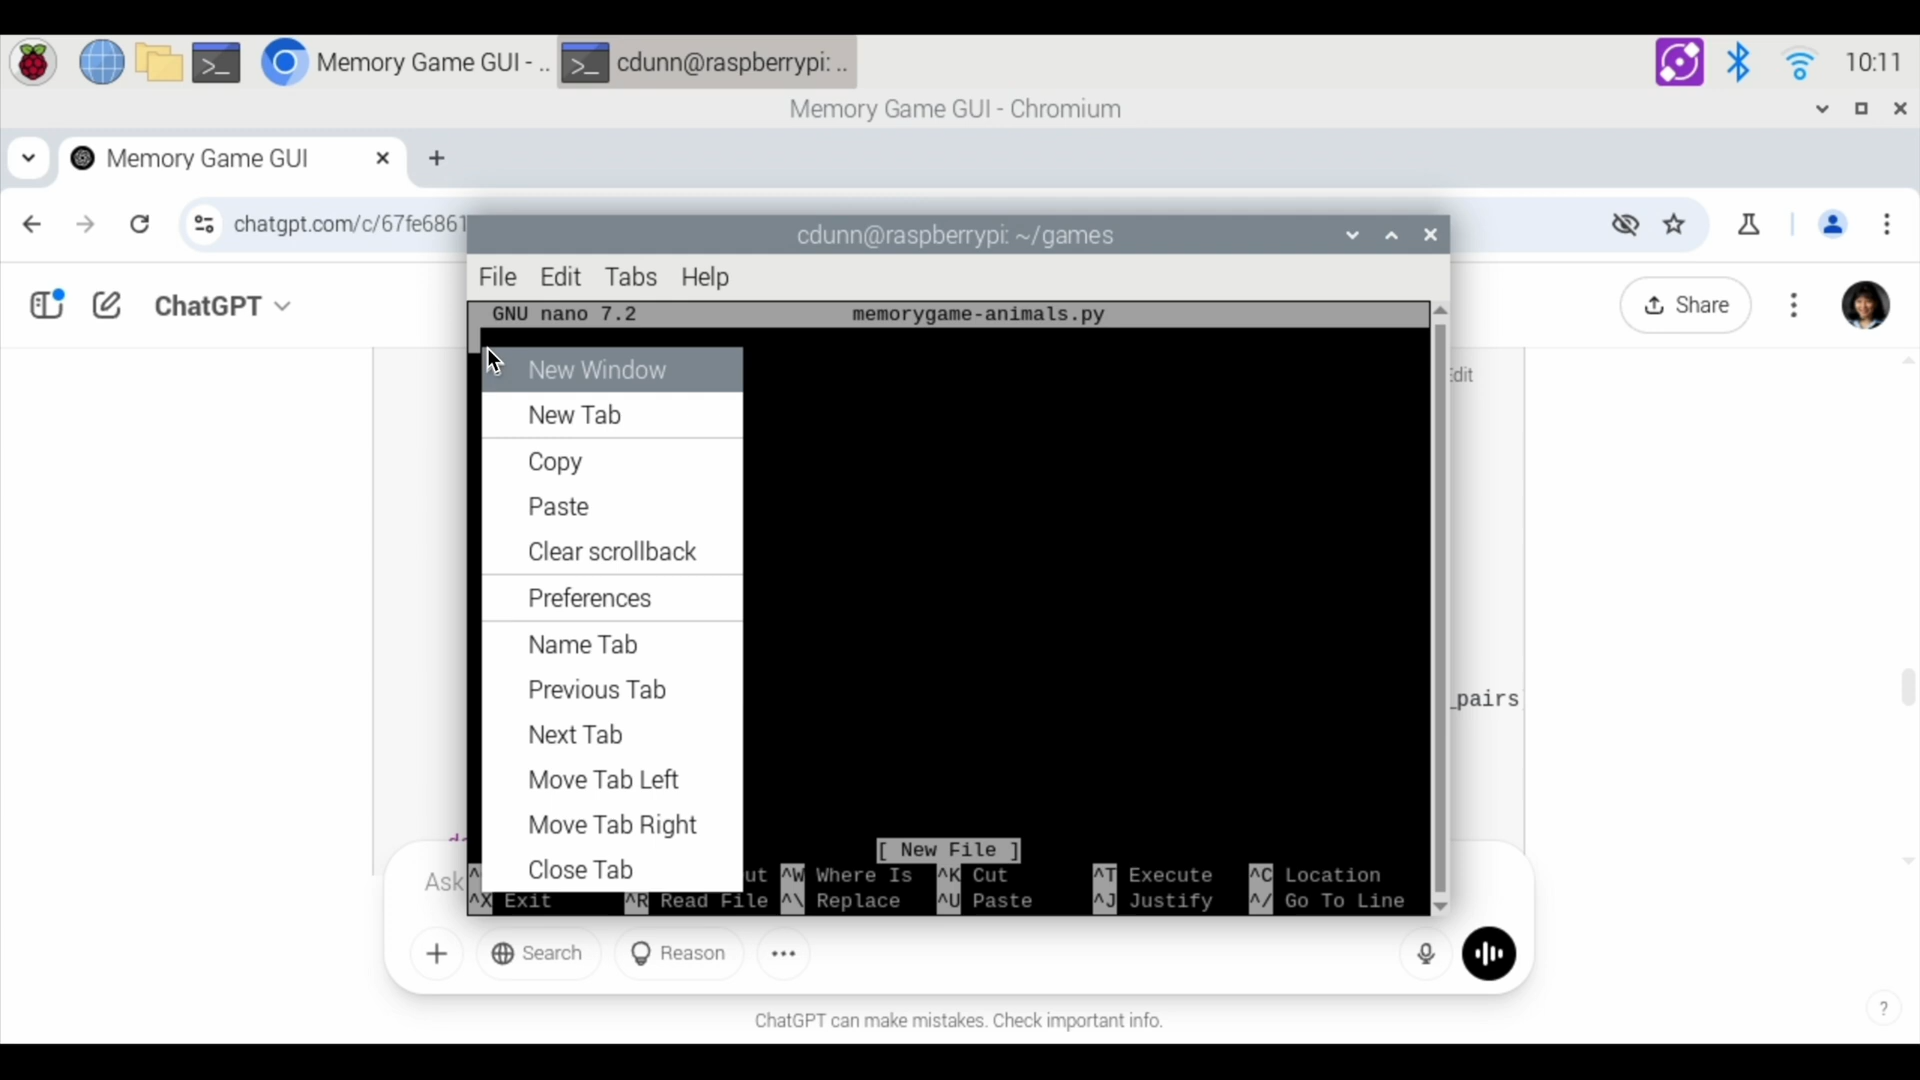 Memory Game GUI - ..
cdunn@raspberrypi: ..
10:11
Memory Game GUI - Chromium
Memory Game GUI
chatgpt.com/c/67fe6861
cdunn@raspberrypi: ~/games
File Edit Tabs Help
ChatGPT
Share
GNU nano 7.2 memorygame-animals.py
New Window
New Tab
Copy
Paste
Clear scrollback
Preferences
Name Tab
Previous Tab
Next Tab
Move Tab Left
Move Tab Right
Close Tab
_pairs
[ New File ]
^W Where Is ^K Cut ^T Execute ^C Location
^X Exit ^R Read File ^\ Replace ^U Paste ^J Justify ^/ Go To Line
Ask
Search
Reason
ChatGPT can make mistakes. Check important info.
?